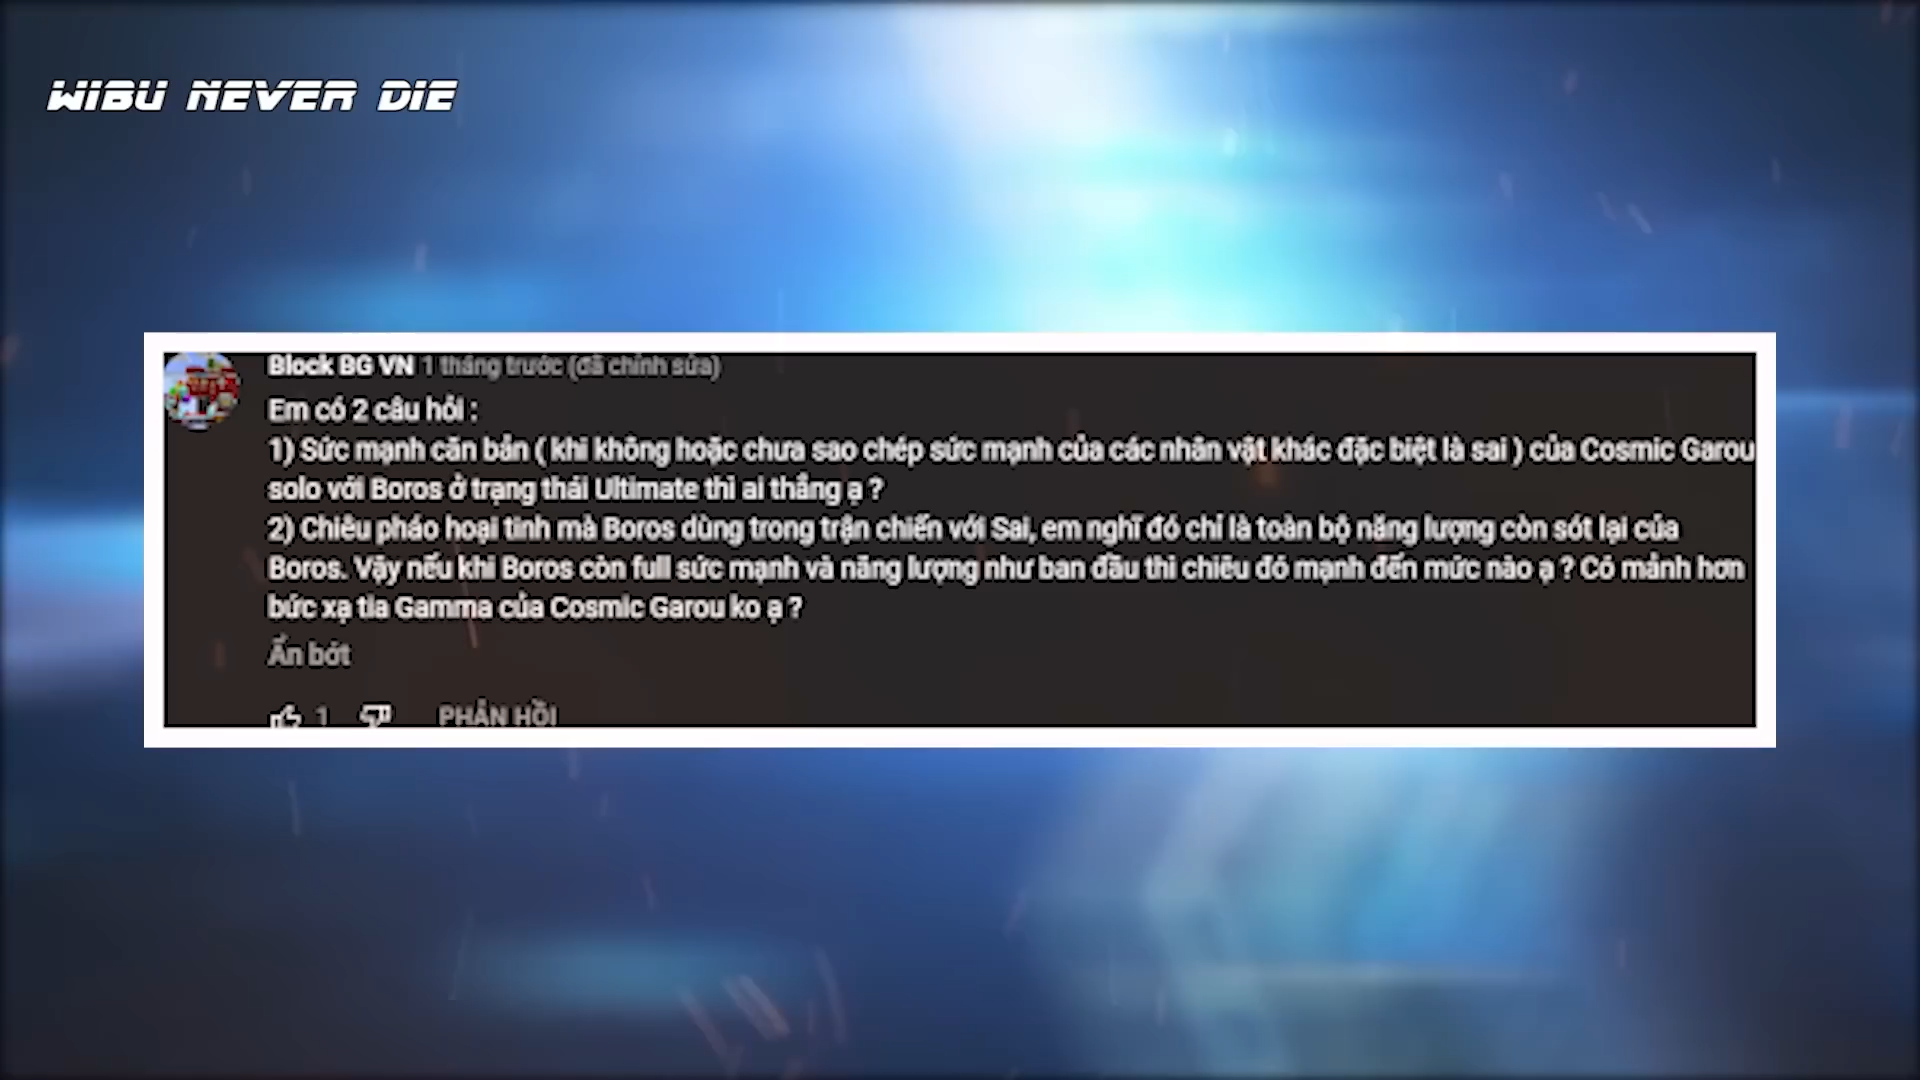 WIBU NEVER DIE
Block BG VN 1 tháng trước (đã chỉnh sửa)
Em có 2 câu hỏi :
1) Sức mạnh căn bản ( khi không hoặc chưa sao chép sức mạnh của các nhân vật khác đặc biệt là sai ) của Cosmic Garou
solo với Boros ở trạng thái Ultimate thì ai thắng ạ ?
2) Chiêu pháo hoại tinh mà Boros dùng trong trận chiến với Sai, em nghĩ đó chỉ là toàn bộ năng lượng còn sót lại của
Boros. Vậy nếu khi Boros còn full sức mạnh và năng lượng như ban đầu thì chiêu đó mạnh đến mức nào ạ ? Có mảnh hơn
bức xạ tia Gamma của Cosmic Garou ko ạ ?
Ẩn bớt
1 PHẢN HỒI